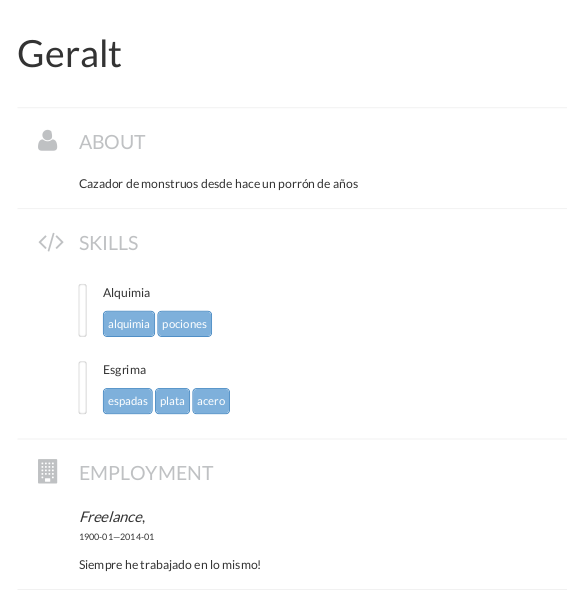 Geralt
ABOUT
Cazador de monstruos desde hace un porrón de años
SKILLS
Alquimia
alquimia pociones
Esgrima
espadas plata acero
EMPLOYMENT
Freelance,
1900-01—2014-01
Siempre he trabajado en lo mismo!